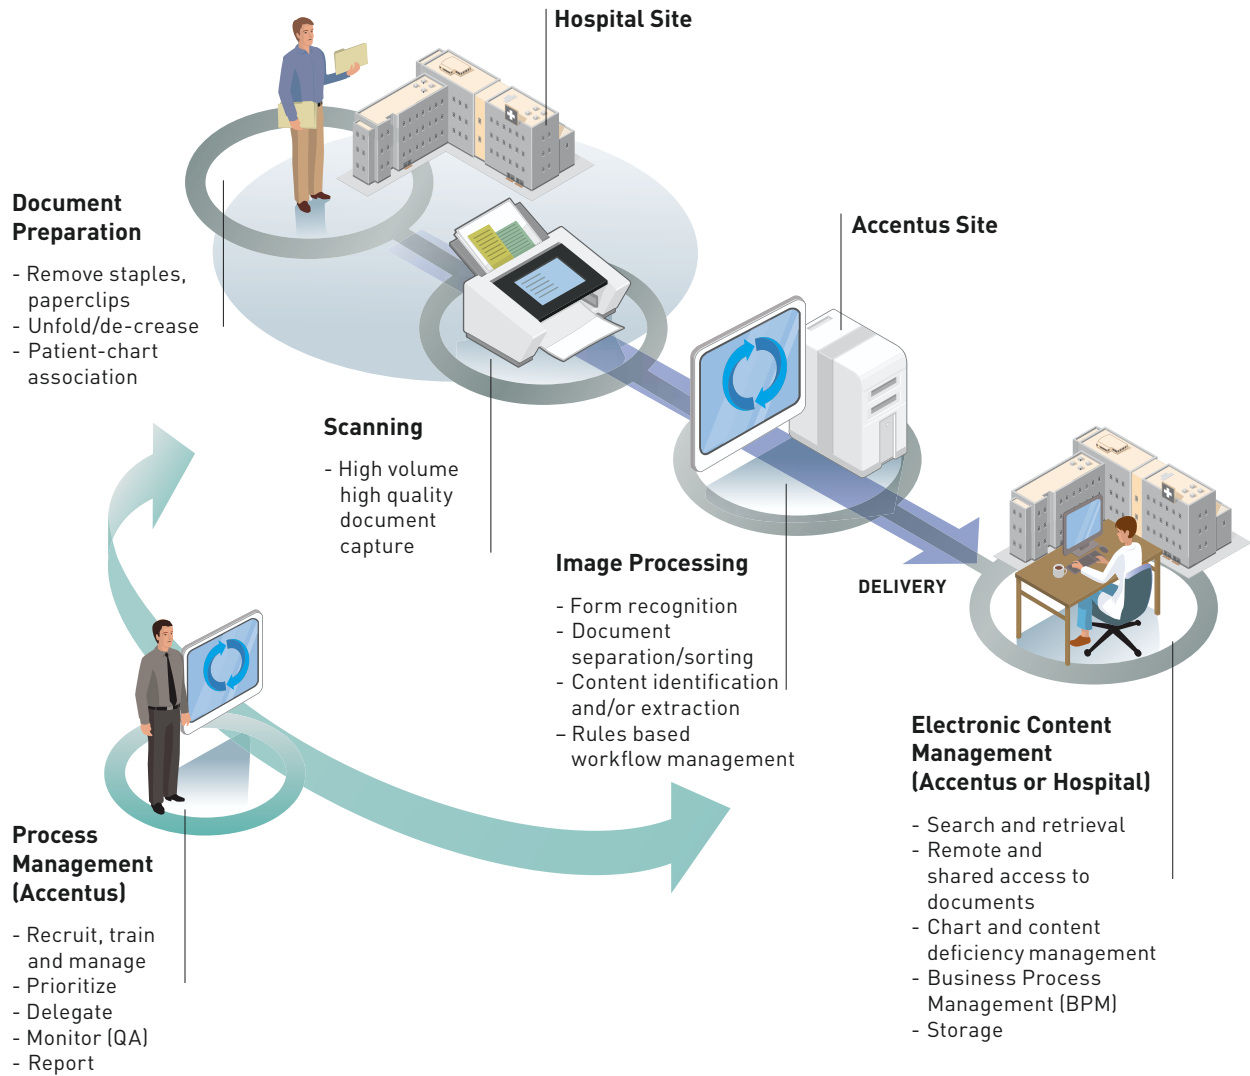 Hospital Site
Document
Preparation
- Remove staples,
paperclips
- Unfold/de-crease
- Patient-chart
association
Accentus Site
Scanning
- High volume
high quality
document
capture
Image Processing
- Form recognition
- Document
separation/sorting
- Content identification
and/or extraction
– Rules based
workflow management
DELIVERY
Electronic Content
Management
(Accentus or Hospital)
- Search and retrieval
- Remote and
shared access to
documents
- Chart and content
deficiency management
- Business Process
Management (BPM)
- Storage
Process
Management
(Accentus)
- Recruit, train
and manage
- Prioritize
- Delegate
- Monitor (QA)
- Report